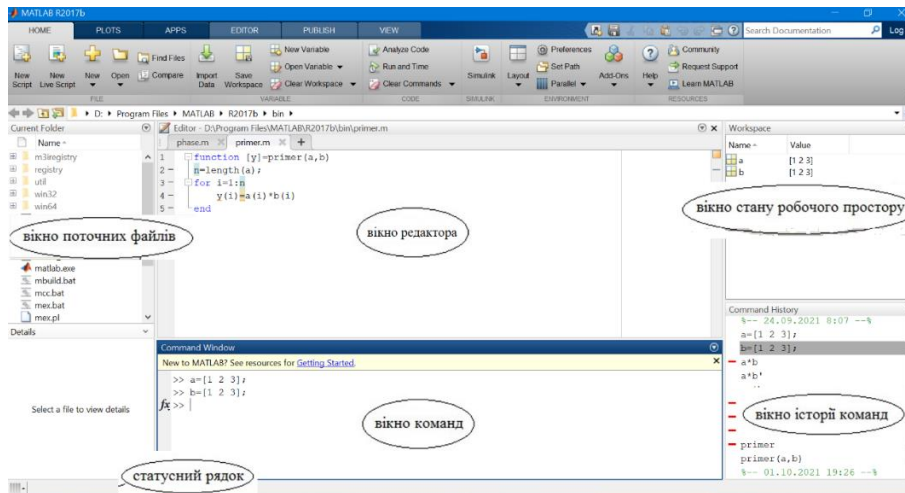 MATLAB R2017b
HOME PLOTS APPS EDITOR PUBLISH VIEW Search Documentation Log
New Script
New Live Script
New
Open
Find Files
Compare
Import Data
Save Workspace
New Variable
Open Variable
Clear Workspace
Analyze Code
Run and Time
Clear Commands
Simulink
Layout
Preferences
Set Path
Parallel
Add-Ons
Help
Community
Request Support
Learn MATLAB
FILE VARIABLE CODE SIMULINK ENVIRONMENT RESOURCES
D: ▸ Program Files ▸ MATLAB ▸ R2017b ▸ bin ▸
Current Folder
Name
m3iregistry
registry
util
win32
win64
вікно поточних файлів
matlab.exe
mbuild.bat
mcc.bat
mex.bat
mex.pl
Details
Select a file to view details
Editor - D:\Program Files\MATLAB\R2017b\bin\primer.m
phase.m primer.m
1 function [y]=primer(a,b)
2 n=length(a);
3 for i=1:n
4 y(i)=a(i)*b(i)
5 end
вікно редактора
Workspace
Name Value
a [1 2 3]
b [1 2 3]
вікно стану робочого простору
Command Window
New to MATLAB? See resources for Getting Started.
>> a=[1 2 3];
>> b=[1 2 3];
fx >>
вікно команд
Command History
%-- 24.09.2021 8:07 --%
a=[1 2 3];
b=[1 2 3];
a*b
a*b'
вікно історії команд
primer
primer(a,b)
%-- 01.10.2021 19:26 --%
статусний рядок